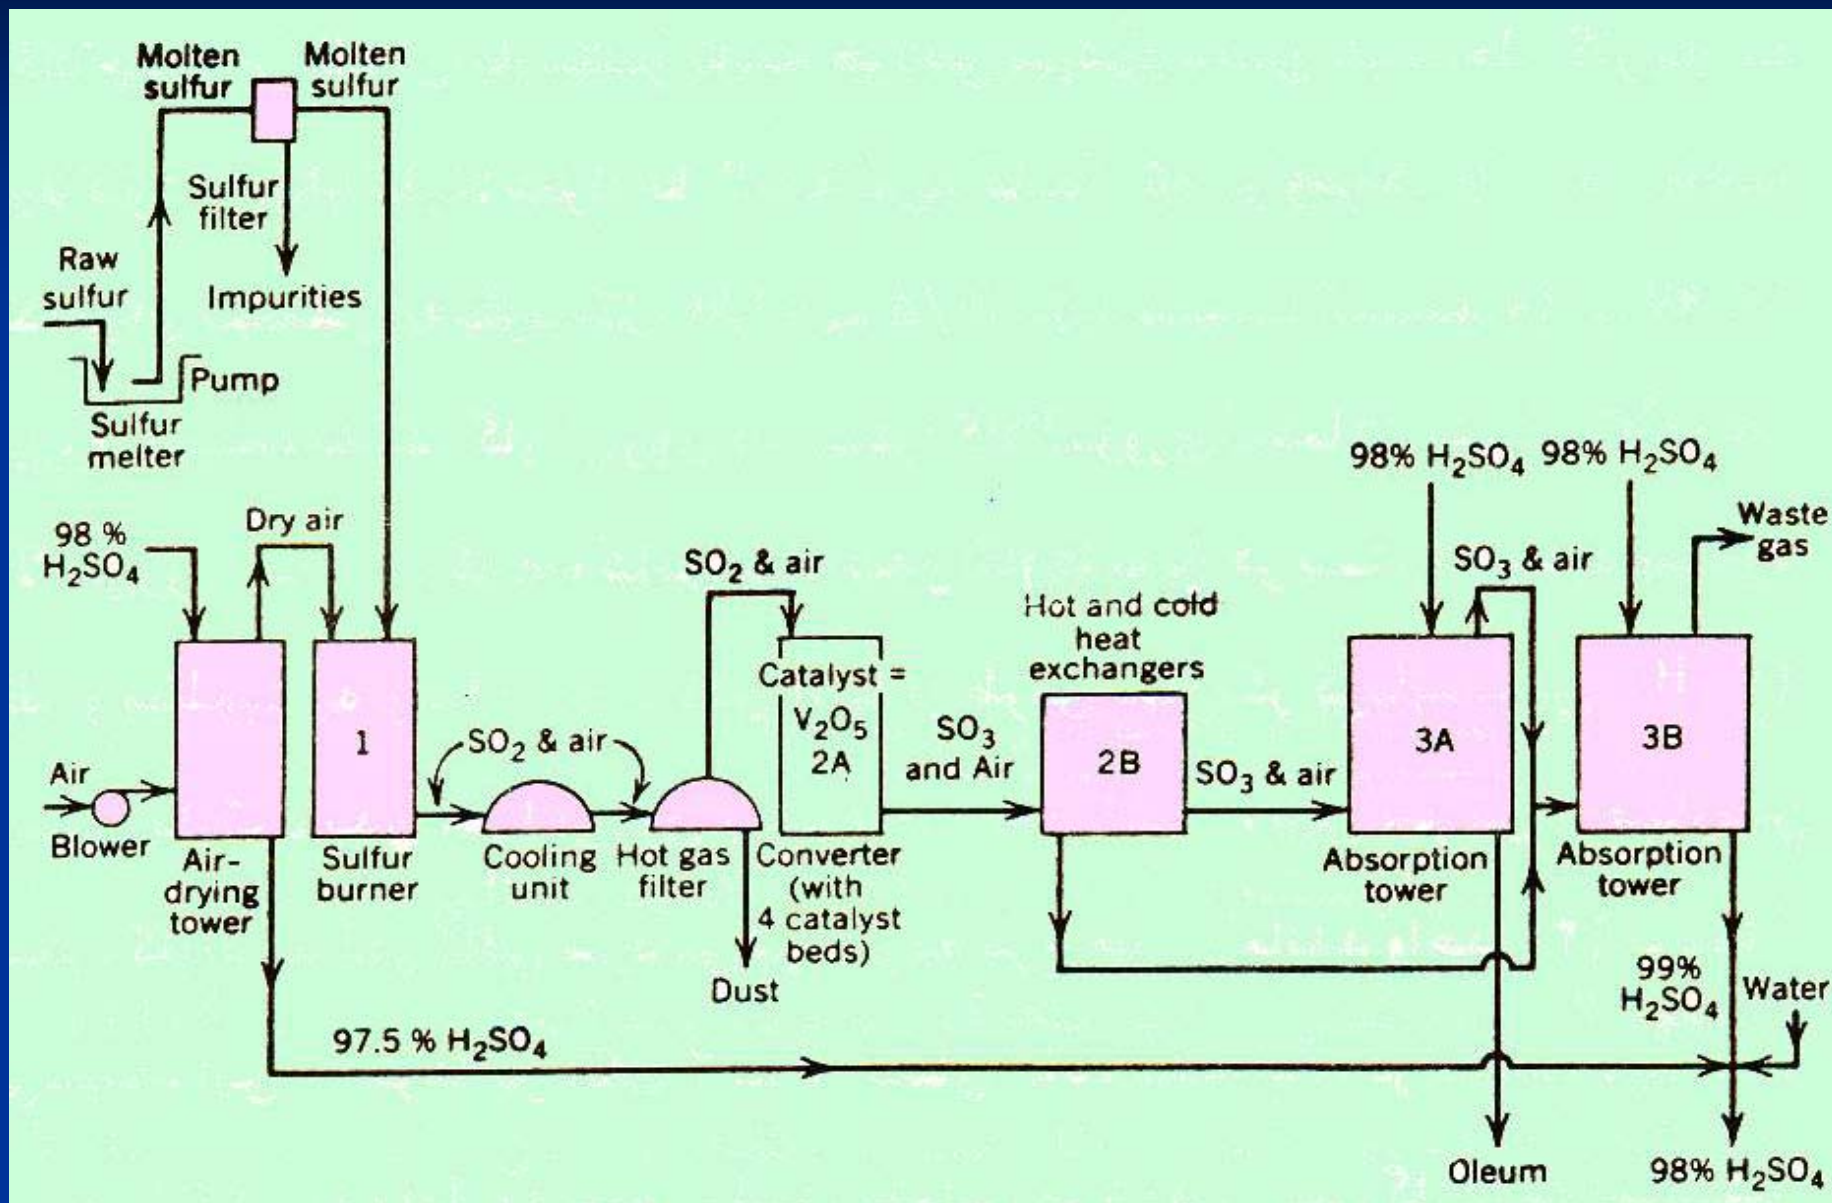 Molten
sulfur
Molten
sulfur
Sulfur
filter
Raw
sulfur
Impurities
Pump
Sulfur
melter
98 %
H₂SO₄
Dry air
98% H₂SO₄
98% H₂SO₄
Waste
gas
SO₂ & air
SO₃ & air
Hot and cold
heat
exchangers
Catalyst =
V₂O₅
2A
1
SO₂ & air
SO₃
and Air
2B
SO₃ & air
3A
3B
Air
Blower
Air-
drying
tower
Sulfur
burner
Cooling
unit
Hot gas
filter
Converter
(with
4 catalyst
beds)
Absorption
tower
Absorption
tower
Dust
99%
H₂SO₄
Water
97.5 % H₂SO₄
Oleum
98% H₂SO₄